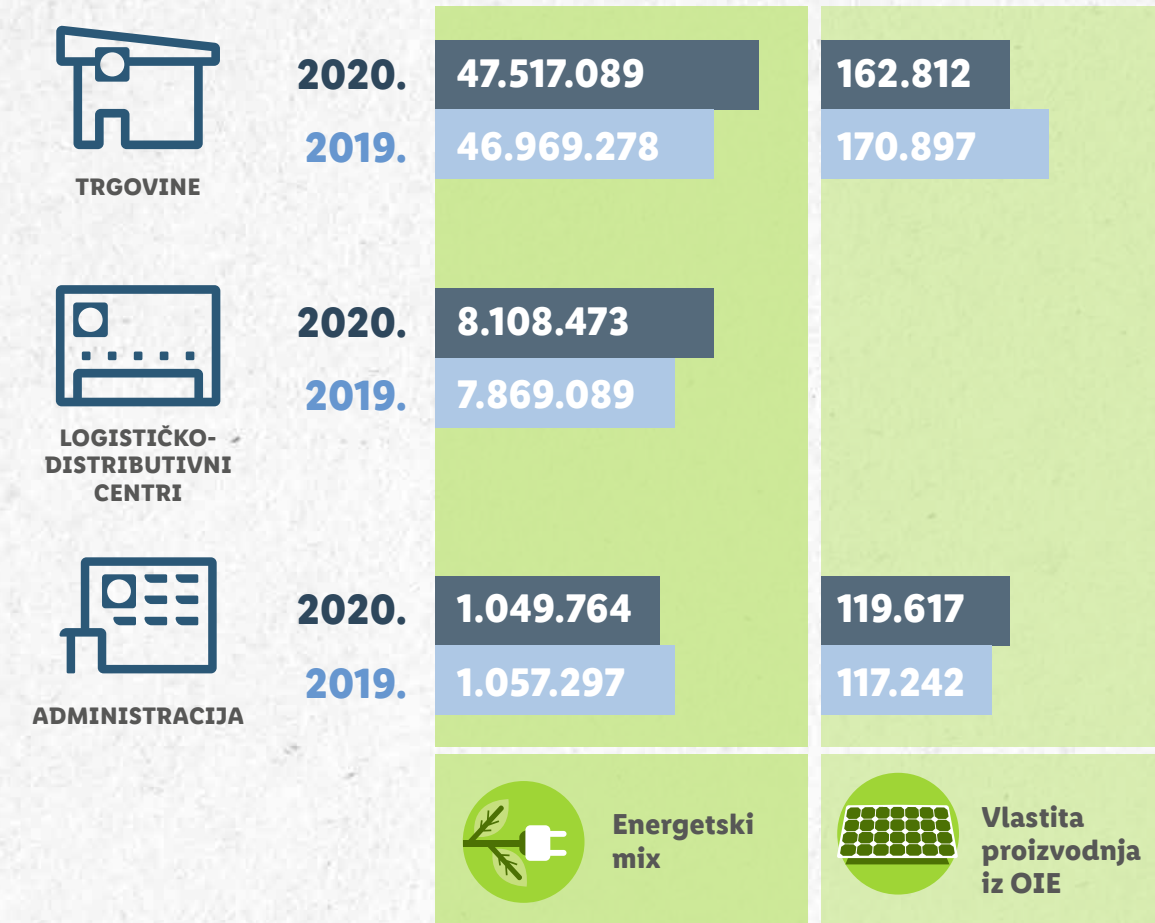 2020. 47.517.089 162.812
2019. 46.969.278 170.897
TRGOVINE
2020. 8.108.473
2019. 7.869.089
LOGISTIČKO-
DISTRIBUTIVNI
CENTRI
2020. 1.049.764 119.617
2019. 1.057.297 117.242
ADMINISTRACIJA
Energetski
mix
Vlastita
proizvodnja
iz OIE